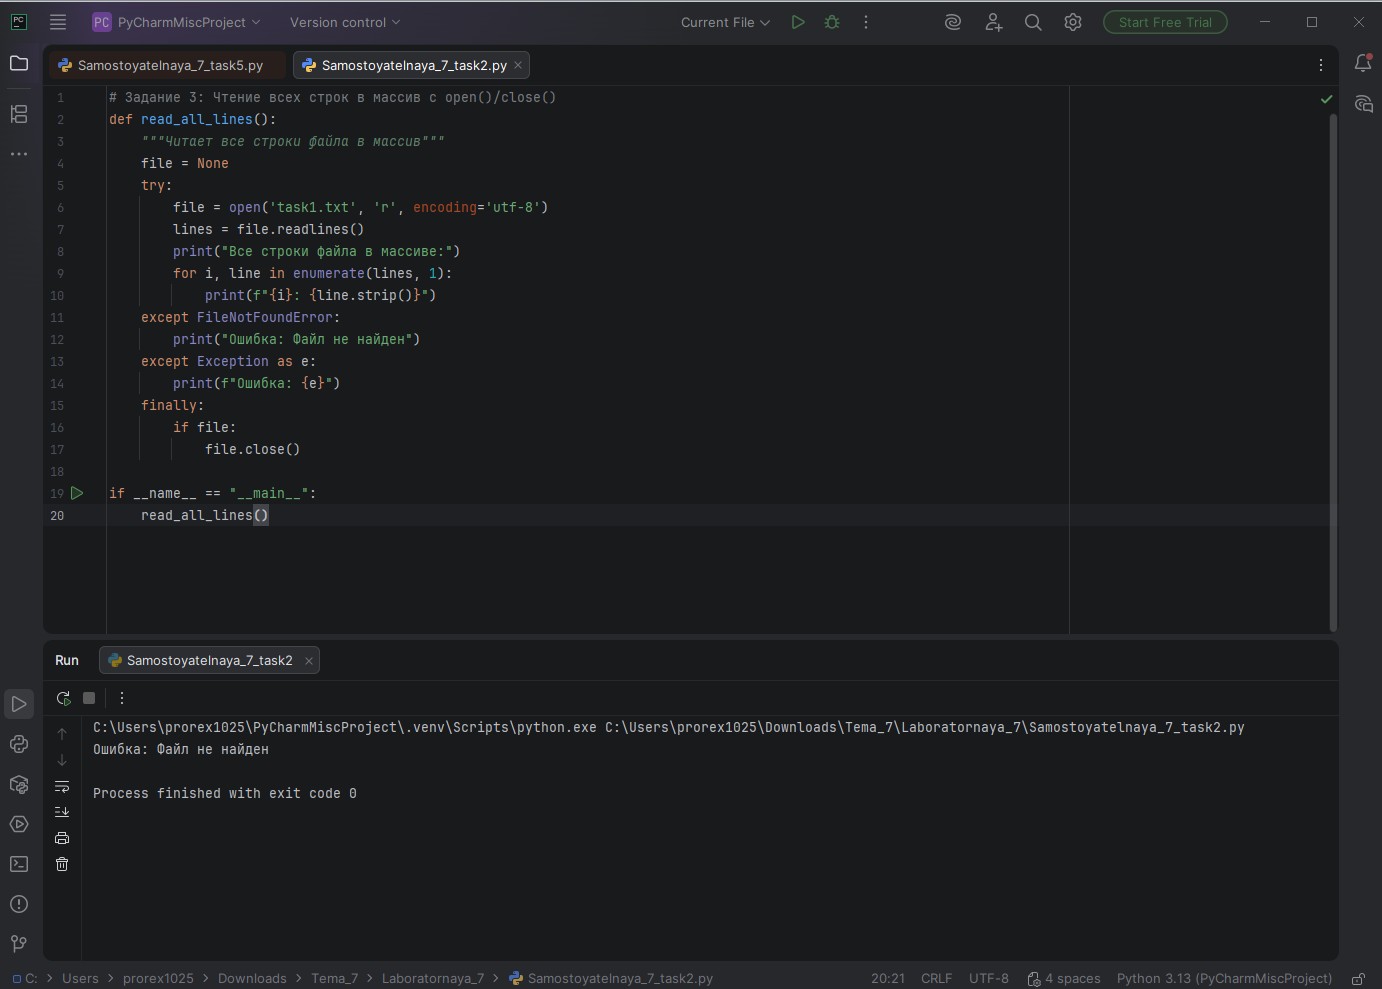 PC PyCharmMiscProject Version control Current File Start Free Trial
Samostoyatelnaya_7_task5.py Samostoyatelnaya_7_task2.py
1 # Задание 3: Чтение всех строк в массив с open()/close()
2 def read_all_lines():
3 """Читает все строки файла в массив"""
4 file = None
5 try:
6 file = open('task1.txt', 'r', encoding='utf-8')
7 lines = file.readlines()
8 print("Все строки файла в массиве:")
9 for i, line in enumerate(lines, 1):
10 print(f"{i}: {line.strip()}")
11 except FileNotFoundError:
12 print("Ошибка: Файл не найден")
13 except Exception as e:
14 print(f"Ошибка: {e}")
15 finally:
16 if file:
17 file.close()
18
19 if __name__ == "__main__":
20 read_all_lines()
Run Samostoyatelnaya_7_task2
C:\Users\prorex1025\PyCharmMiscProject\.venv\Scripts\python.exe C:\Users\prorex1025\Downloads\Tema_7\Laboratornaya_7\Samostoyatelnaya_7_task2.py
Ошибка: Файл не найден
Process finished with exit code 0
C: > Users > prorex1025 > Downloads > Tema_7 > Laboratornaya_7 > Samostoyatelnaya_7_task2.py 20:21 CRLF UTF-8 4 spaces Python 3.13 (PyCharmMiscProject)